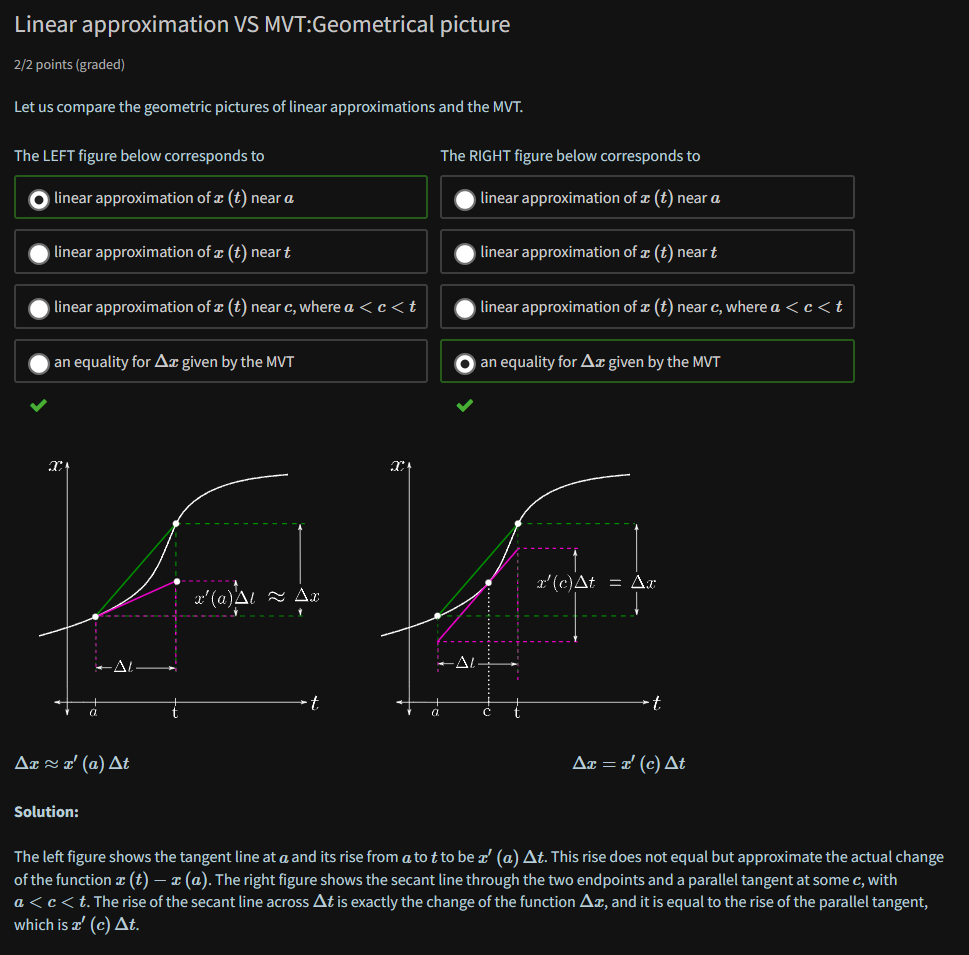 Linear approximation VS MVT:Geometrical picture
2/2 points (graded)
Let us compare the geometric pictures of linear approximations and the MVT.
The LEFT figure below corresponds to
linear approximation of x (t) near a
linear approximation of x (t) near t
linear approximation of x (t) near c, where a < c < t
an equality for Δx given by the MVT
The RIGHT figure below corresponds to
linear approximation of x (t) near a
linear approximation of x (t) near t
linear approximation of x (t) near c, where a < c < t
an equality for Δx given by the MVT
x
x′(a)Δt ≈ Δx
Δt
a
t
t
x
x′(c)Δt = Δx
Δt
a
c
t
t
Δx ≈ x′ (a) Δt
Δx = x′ (c) Δt
Solution:
The left figure shows the tangent line at a and its rise from a to t to be x′ (a) Δt. This rise does not equal but approximate the actual change
of the function x (t) − x (a). The right figure shows the secant line through the two endpoints and a parallel tangent at some c, with
a < c < t. The rise of the secant line across Δt is exactly the change of the function Δx, and it is equal to the rise of the parallel tangent,
which is x′ (c) Δt.